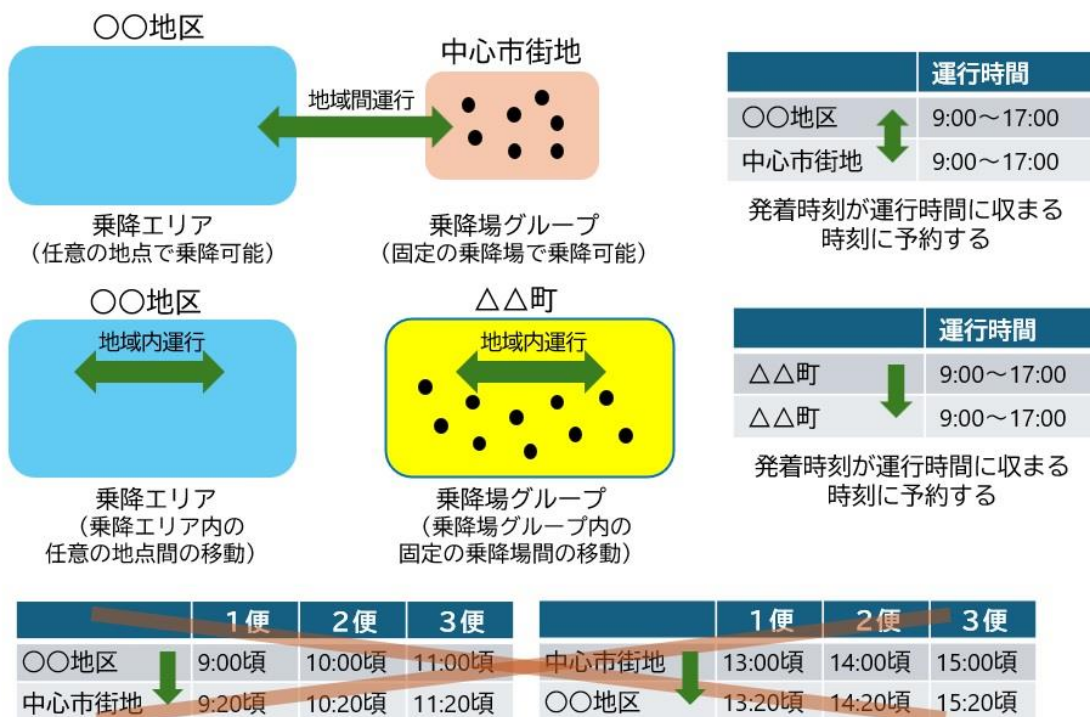 〇〇地区
中心市街地
地域間運行
乗降エリア
（任意の地点で乗降可能）
乗降場グループ
（固定の乗降場で乗降可能）
運行時間
〇〇地区 9:00～17:00
中心市街地 9:00～17:00
発着時刻が運行時間に収まる
時刻に予約する
〇〇地区
地域内運行
△△町
地域内運行
乗降エリア
（乗降エリア内の
任意の地点間の移動）
乗降場グループ
（乗降場グループ内の
固定の乗降場間の移動）
運行時間
△△町 9:00～17:00
△△町 9:00～17:00
発着時刻が運行時間に収まる
時刻に予約する
１便 ２便 ３便
〇〇地区 9:00頃 10:00頃 11:00頃
中心市街地 9:20頃 10:20頃 11:20頃
１便 ２便 ３便
中心市街地 13:00頃 14:00頃 15:00頃
〇〇地区 13:20頃 14:20頃 15:20頃